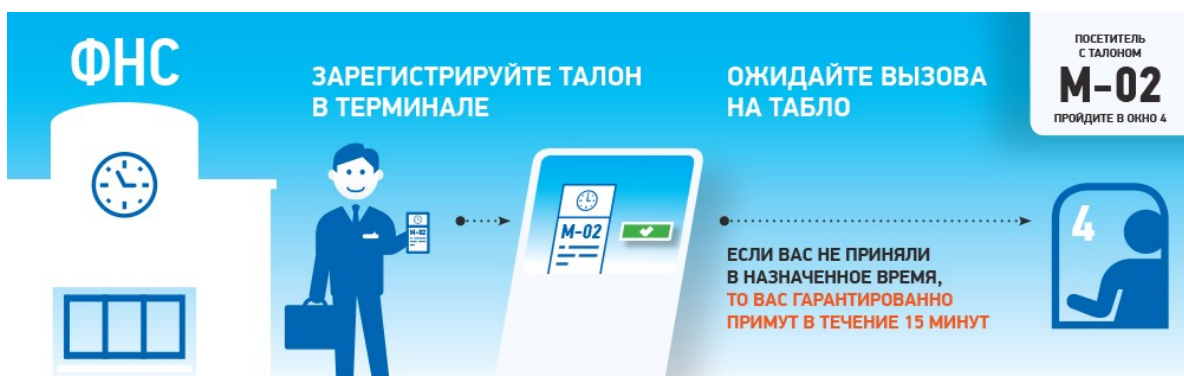 ФНС
ЗАРЕГИСТРИРУЙТЕ ТАЛОН
В ТЕРМИНАЛЕ
ОЖИДАЙТЕ ВЫЗОВА
НА ТАБЛО
ПОСЕТИТЕЛЬ
С ТАЛОНОМ
М-02
ПРОЙДИТЕ В ОКНО 4
М-02
М-02
4
ЕСЛИ ВАС НЕ ПРИНЯЛИ
В НАЗНАЧЕННОЕ ВРЕМЯ,
ТО ВАС ГАРАНТИРОВАННО
ПРИМУТ В ТЕЧЕНИЕ 15 МИНУТ